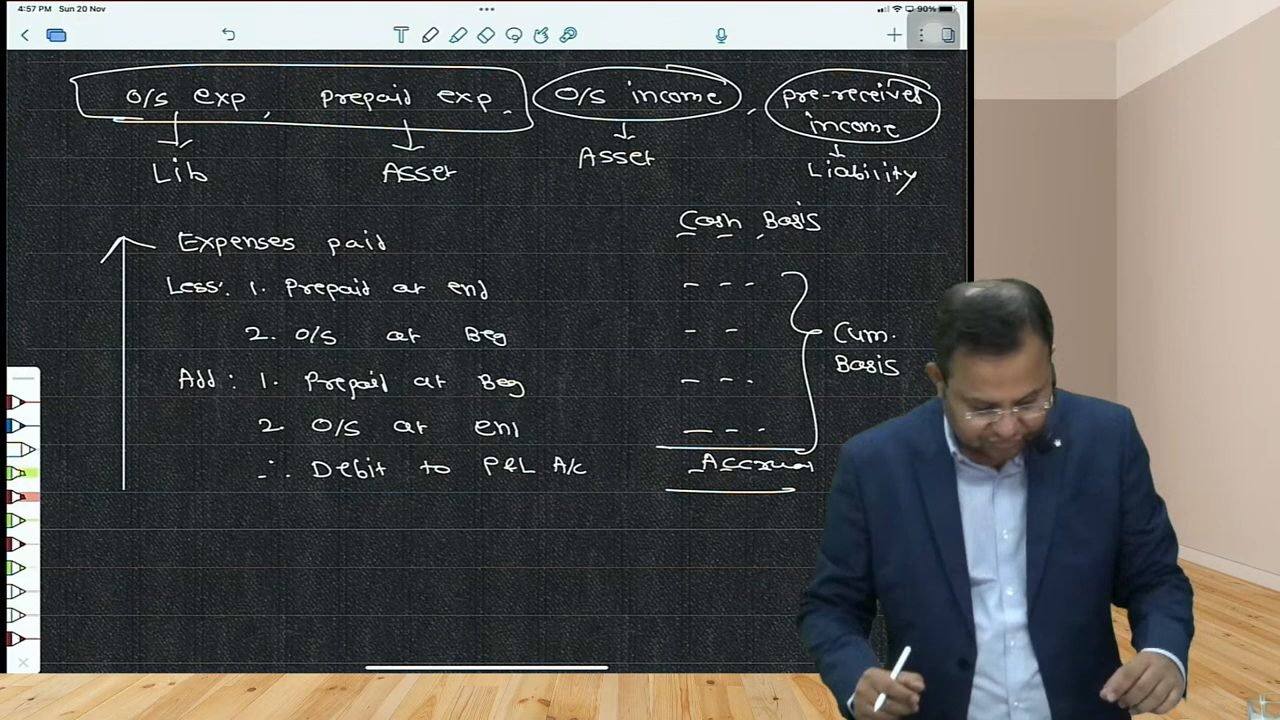 4:57 PM Sun 20 Nov
90%
O/s exp, prepaid exp. O/s income, pre-received income
Lib Asset Asset Liability
Cash Basis
Expenses paid
Less: 1. Prepaid at end
2. O/S at Beg
Cum. Basis
Add: 1. Prepaid at Beg
2. O/S at end
∴ Debit to P&L A/c Accrual